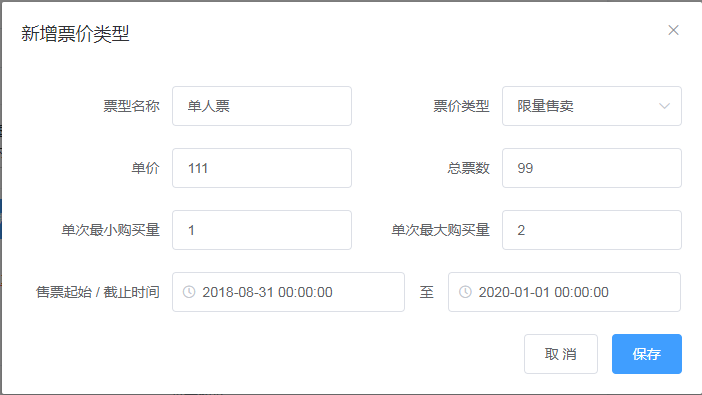 新增票价类型
票型名称 单人票 票价类型 限量售卖
单价 111 总票数 99
单次最小购买量 1 单次最大购买量 2
售票起始 / 截止时间 2018-08-31 00:00:00 至 2020-01-01 00:00:00
取 消 保存